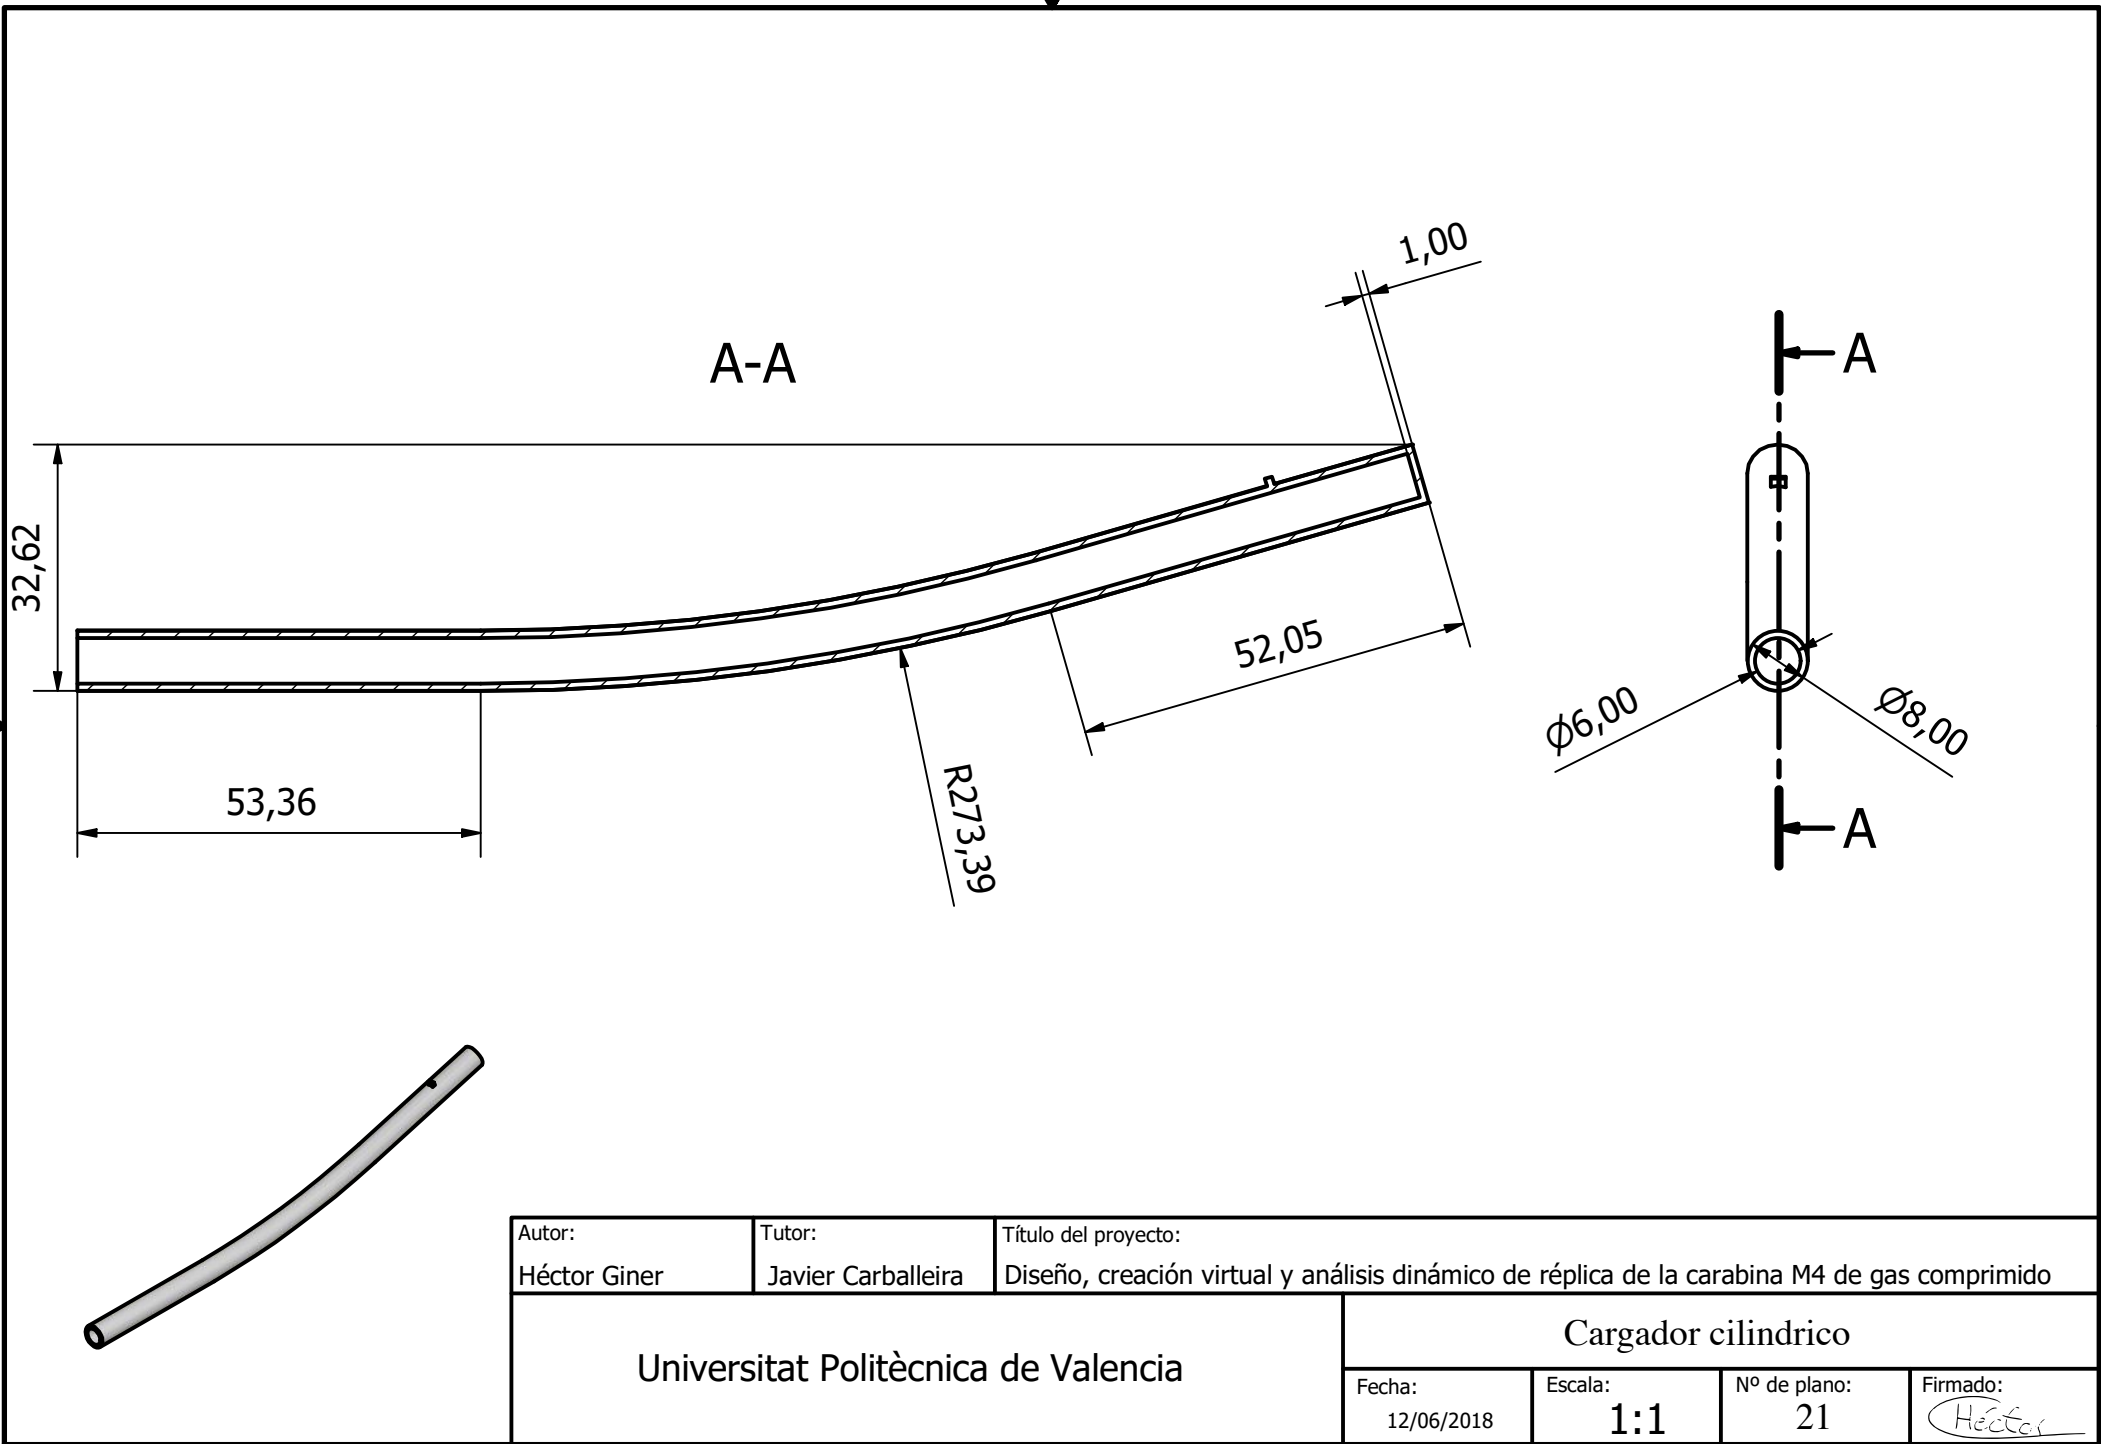 1,00
A-A
A
32,62
52,05
Ø6,00
Ø8,00
53,36
R273,39
A
Autor:
Héctor Giner
Tutor:
Javier Carballeira
Título del proyecto:
Diseño, creación virtual y análisis dinámico de réplica de la carabina M4 de gas comprimido
Universitat Politècnica de Valencia
Cargador cilindrico
Fecha:
12/06/2018
Escala:
1:1
Nº de plano:
21
Firmado:
Héctor